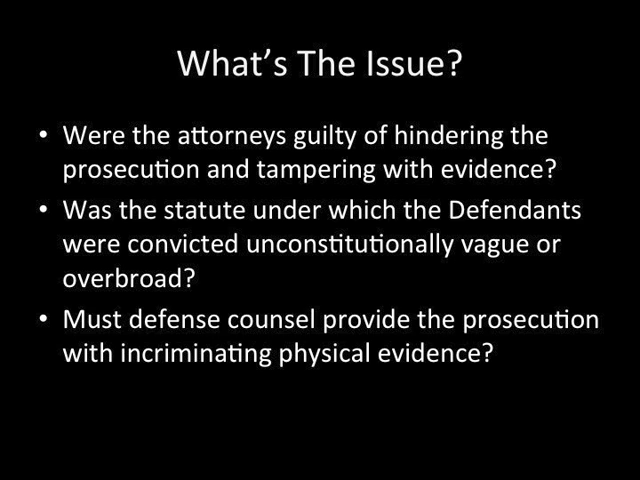 What's The Issue?
• Were the attorneys guilty of hindering the
prosecution and tampering with evidence?
• Was the statute under which the Defendants
were convicted unconstitutionally vague or
overbroad?
• Must defense counsel provide the prosecution
with incriminating physical evidence?